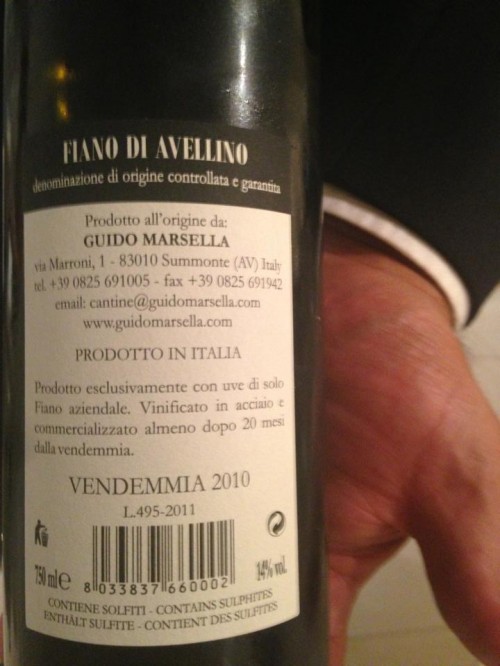 FIANO DI AVELLINO
denominazione di origine controllata e garantita
Prodotto all'origine da:
GUIDO MARSELLA
via Marroni, 1 - 83010 Summonte (AV) Italy
tel. +39 0825 691005 - fax +39 0825 691942
email: cantine@guidomarsella.com
www.guidomarsella.com
PRODOTTO IN ITALIA
Prodotto esclusivamente con uve di solo
Fiano aziendale. Vinificato in acciaio e
commercializzato almeno dopo 20 mesi
dalla vendemmia.
VENDEMMIA 2010
L.495-2011
750 ml e
8 033837 660002
14% vol.
CONTIENE SOLFITI - CONTAINS SULPHITES
ENTHÄLT SULFITE - CONTIENT DES SULFITES